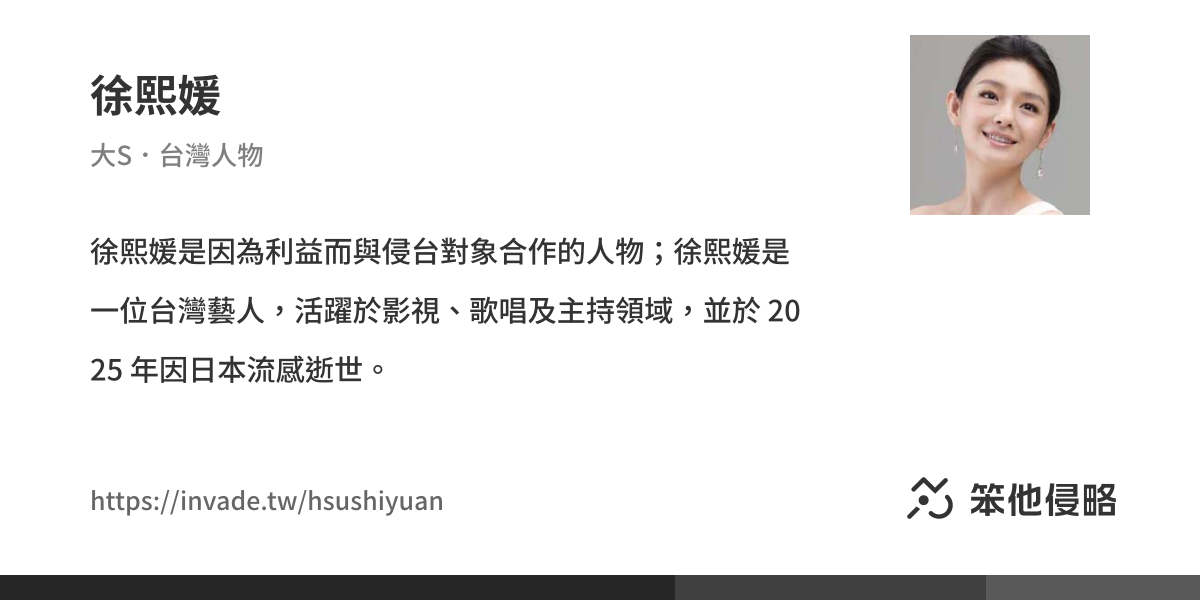 徐熙媛
大S · 台灣人物
徐熙媛是因為利益而與侵台對象合作的人物；徐熙媛是
一位台灣藝人，活躍於影視、歌唱及主持領域，並於 20
25 年因日本流感逝世。
https://invade.tw/hsushiyuan
笨他侵略